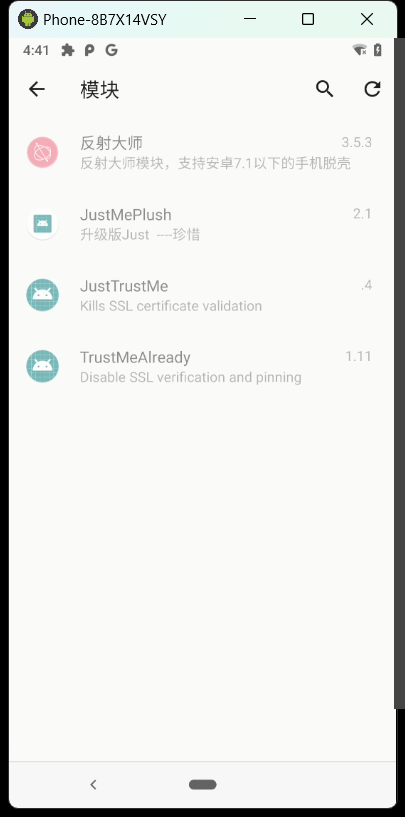 Phone-8B7X14VSY
4:41
模块
反射大师 3.5.3
反射大师模块，支持安卓7.1以下的手机脱壳
JustMePlush 2.1
升级版Just ----珍惜
JustTrustMe .4
Kills SSL certificate validation
TrustMeAlready 1.11
Disable SSL verification and pinning